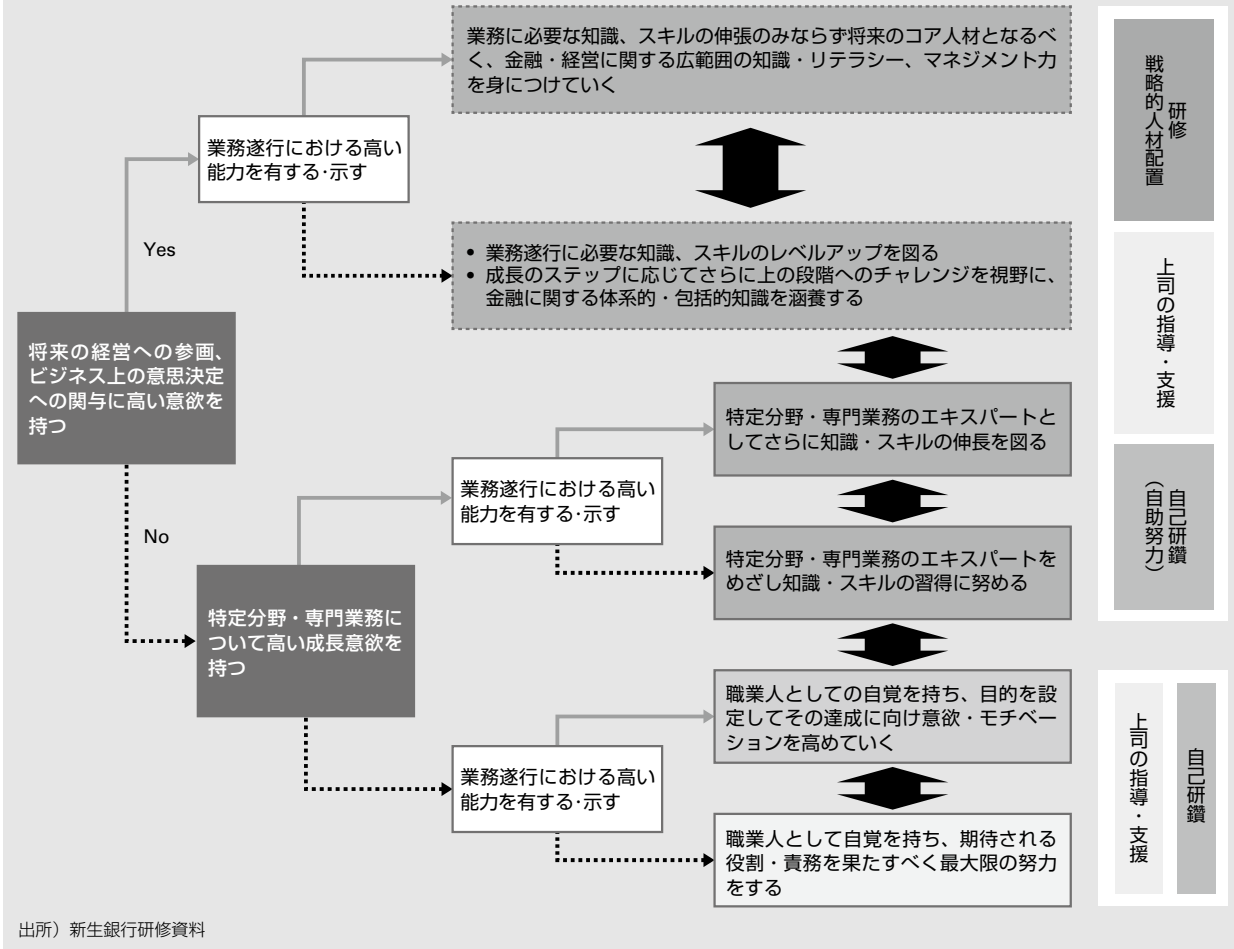 業務に必要な知識、スキルの伸張のみならず将来のコア人材となるべ
く、金融・経営に関する広範囲の知識・リテラシー、マネジメント力
を身につけていく
業務遂行における高い
能力を有する・示す
Yes
• 業務遂行に必要な知識、スキルのレベルアップを図る
• 成長のステップに応じてさらに上の段階へのチャレンジを視野に、
金融に関する体系的・包括的知識を涵養する
将来の経営への参画、
ビジネス上の意思決定
への関与に高い意欲を
持つ
特定分野・専門業務のエキスパートと
してさらに知識・スキルの伸長を図る
業務遂行における高い
能力を有する・示す
No
特定分野・専門業務のエキスパートを
めざし知識・スキルの習得に努める
特定分野・専門業務に
ついて高い成長意欲を
持つ
職業人としての自覚を持ち、目的を設
定してその達成に向け意欲・モチベー
ションを高めていく
業務遂行における高い
能力を有する・示す
職業人として自覚を持ち、期待される
役割・責務を果たすべく最大限の努力
をする
研修
戦略的人材配置
上司の指導・支援
自己研鑽
（自助努力）
自己研鑽
上司の指導・支援
出所）新生銀行研修資料